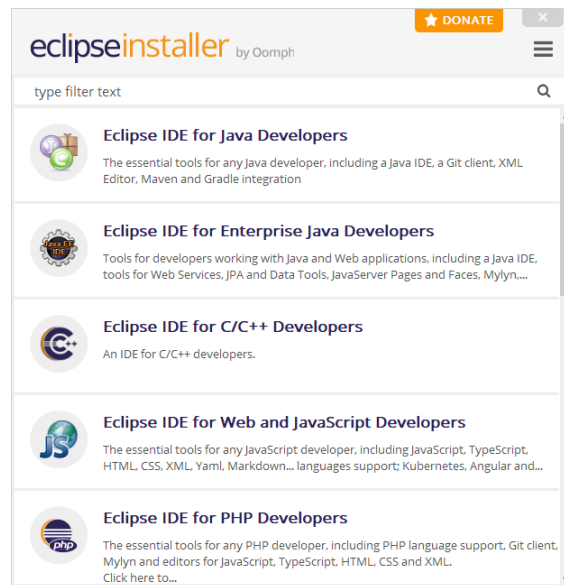 DONATE
×
eclipseinstaller by Oomph
type filter text
Eclipse IDE for Java Developers
The essential tools for any Java developer, including a Java IDE, a Git client, XML
Editor, Maven and Gradle integration
Java EE
IDE
Eclipse IDE for Enterprise Java Developers
Tools for developers working with Java and Web applications, including a Java IDE,
tools for Web Services, JPA and Data Tools, JavaServer Pages and Faces, Mylyn,...
C++
Eclipse IDE for C/C++ Developers
An IDE for C/C++ developers.
JS
Eclipse IDE for Web and JavaScript Developers
The essential tools for any JavaScript developer, including JavaScript, TypeScript,
HTML, CSS, XML, Yaml, Markdown... languages support; Kubernetes, Angular and...
php
Eclipse IDE for PHP Developers
The essential tools for any PHP developer, including PHP language support, Git client,
Mylyn and editors for JavaScript, TypeScript, HTML, CSS and XML.
Click here to...